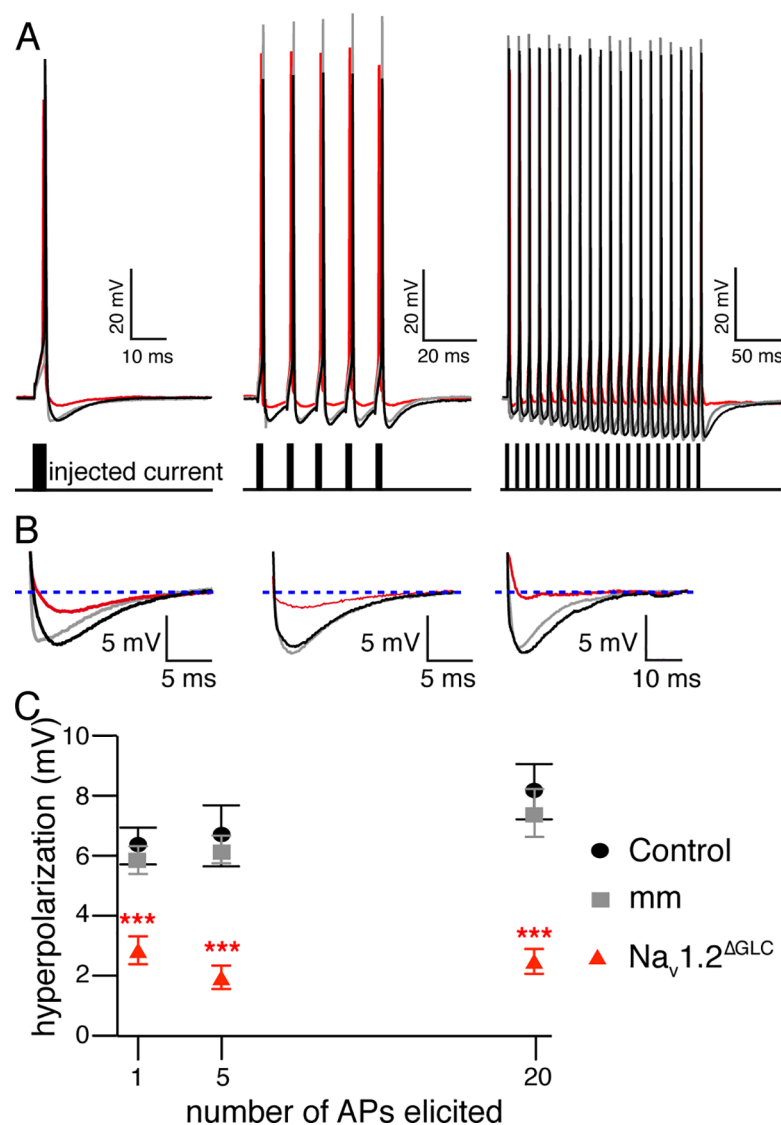 A
20 mV
10 ms
20 mV
20 ms
20 mV
50 ms
injected current
B
5 mV
5 ms
5 mV
5 ms
5 mV
10 ms
C
hyperpolarization (mV)
10
8
6
4
2
0
***
***
***
1
5
20
number of APs elicited
Control
mm
Naᵥ1.2ΔGLC